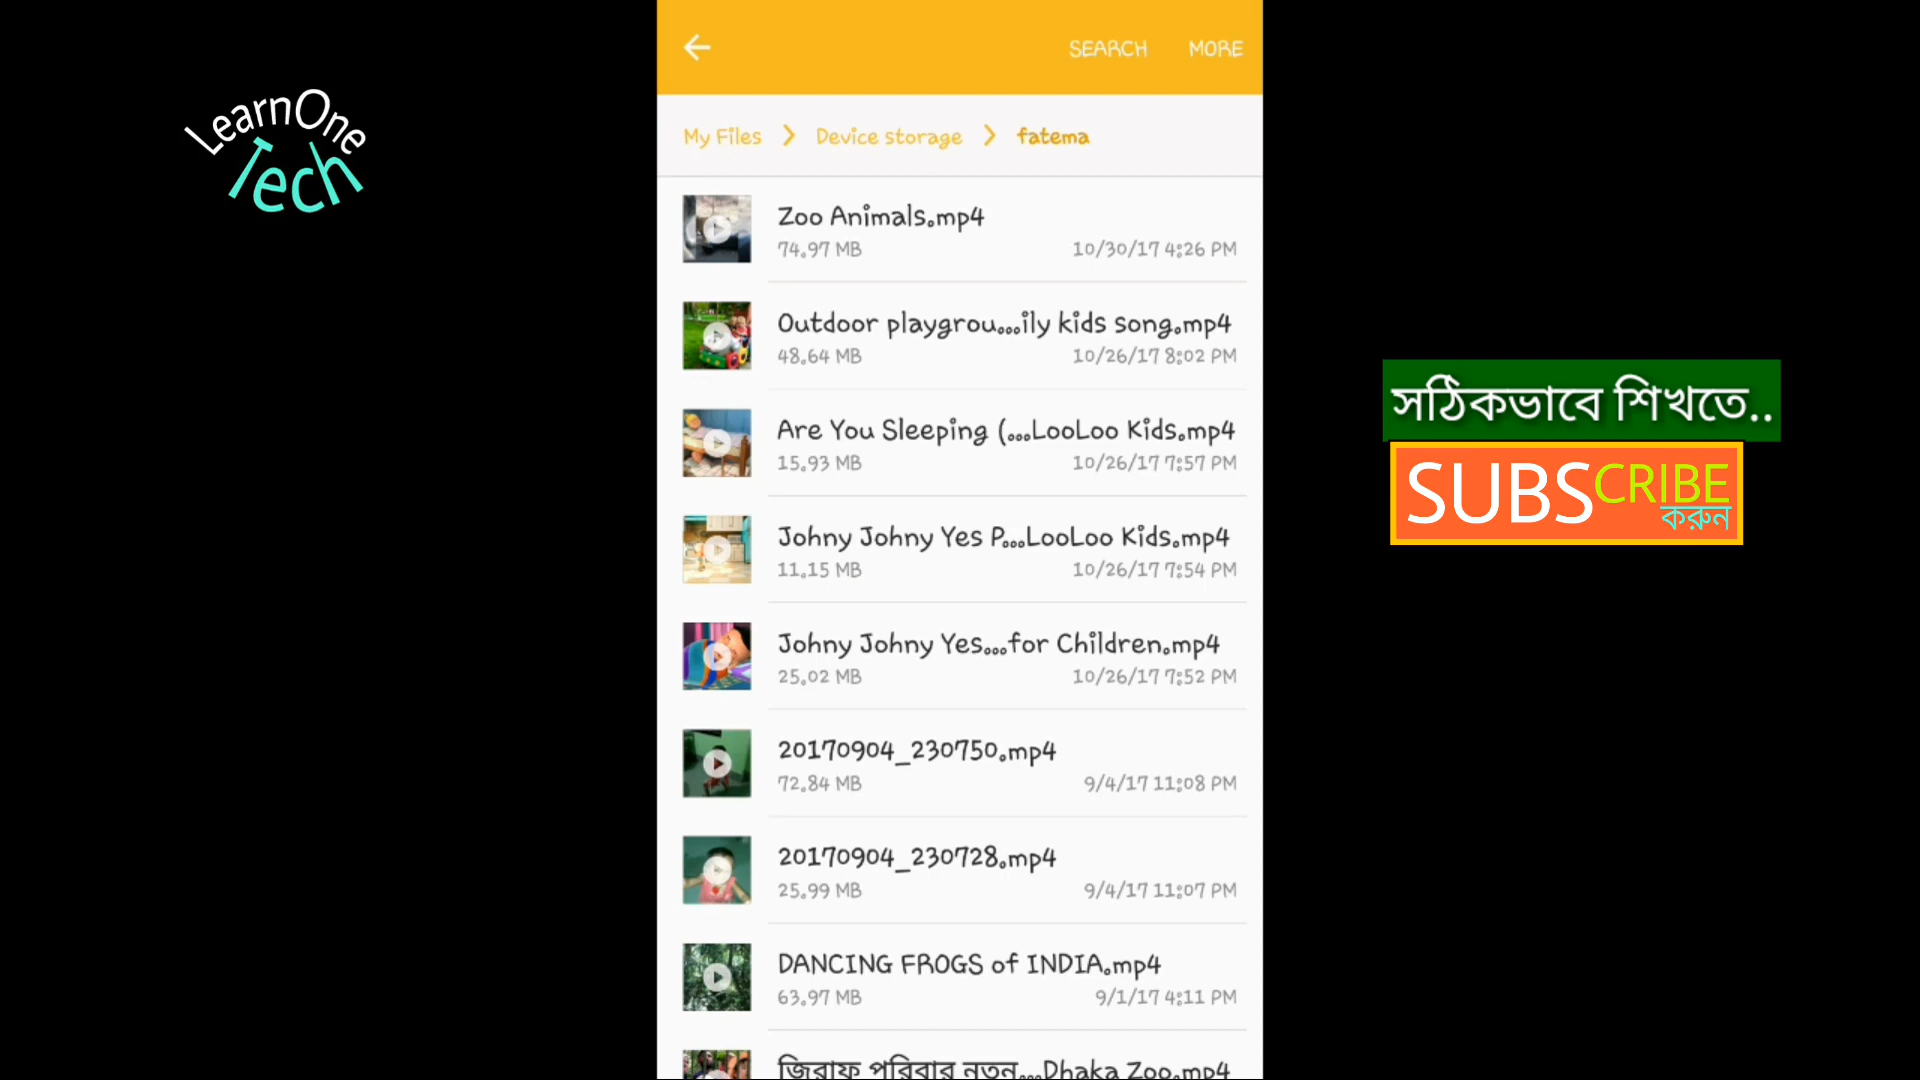 LearnOne
Tech
SEARCH MORE
My Files > Device storage > fatema
Zoo Animals.mp4
74.97 MB 10/30/17 4:26 PM
Outdoor playgrou...ily kids song.mp4
48.64 MB 10/26/17 8:02 PM
Are You Sleeping (...LooLoo Kids.mp4
15.93 MB 10/26/17 7:57 PM
Johny Johny Yes P...LooLoo Kids.mp4
11.15 MB 10/26/17 7:54 PM
Johny Johny Yes...for Children.mp4
25.02 MB 10/26/17 7:52 PM
20170904_230750.mp4
72.84 MB 9/4/17 11:08 PM
20170904_230728.mp4
25.99 MB 9/4/17 11:07 PM
DANCING FROGS of INDIA.mp4
63.97 MB 9/1/17 4:11 PM
জিরাফ পরিবার নতুন...Dhaka Zoo.mp4
সঠিকভাবে শিখতে..
SUBSCRIBE
করুন